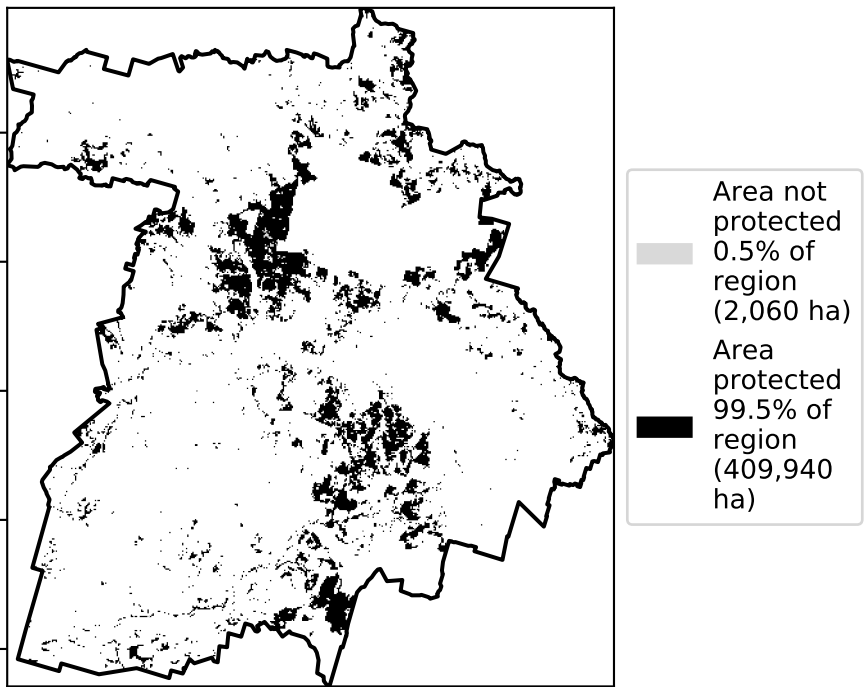 Area not
protected
0.5% of
region
(2,060 ha)
Area
protected
99.5% of
region
(409,940
ha)